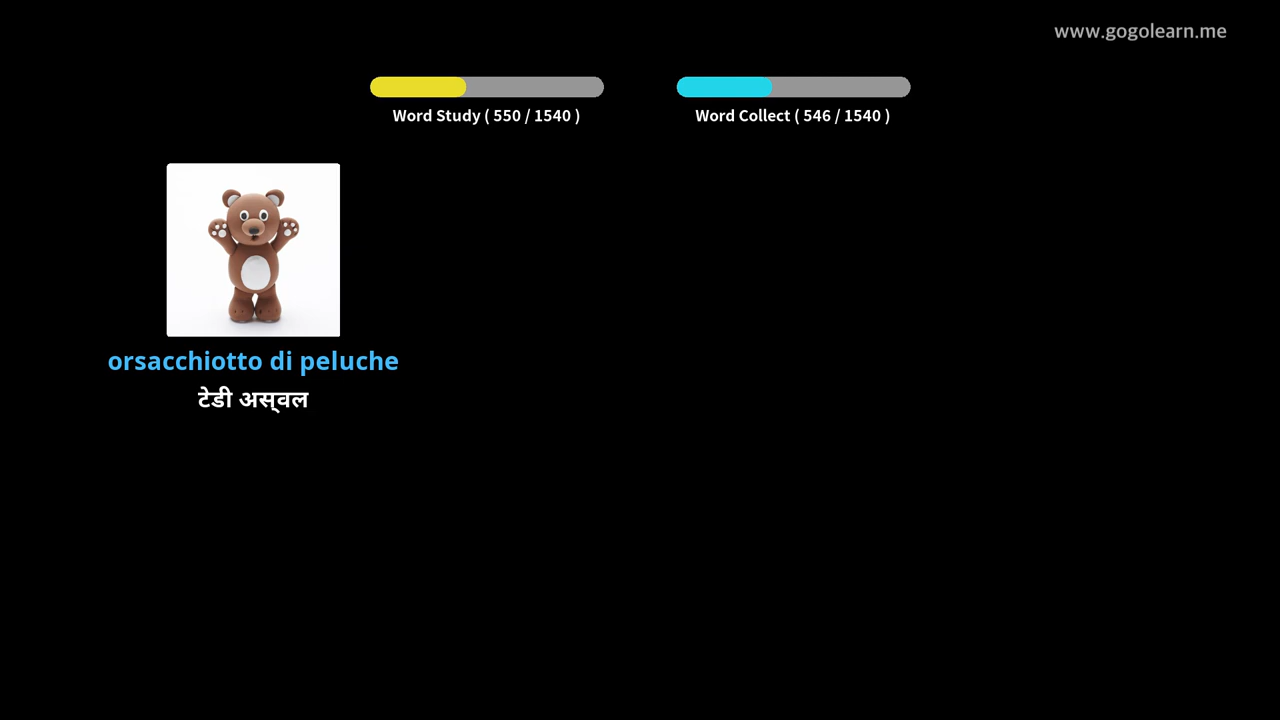 www.gogolearn.me
Word Study ( 550 / 1540 )
Word Collect ( 546 / 1540 )
orsacchiotto di peluche
टेडी अस्वल